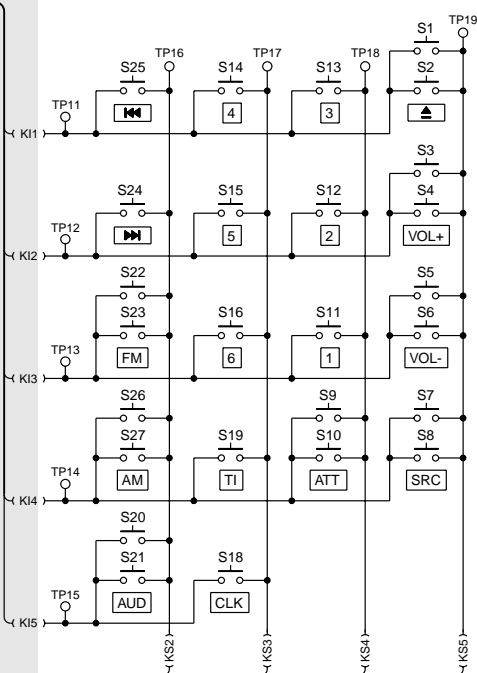 S1 TP19
TP16 TP17 TP18
S25 S14 S13 S2
TP11
4 3
KI1
S3
S24 S15 S12 S4
TP12
5 2 VOL+
KI2
S22 S5
S23 S16 S11 S6
TP13
FM 6 1 VOL-
KI3
S26 S9 S7
S27 S19 S10 S8
TP14
AM TI ATT SRC
KI4
S20
S21 S18
TP15
AUD CLK
KI5
KS2 KS3 KS4 KS5